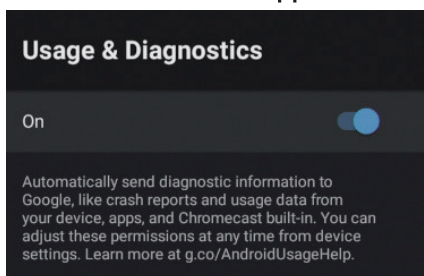 Usage & Diagnostics
On
Automatically send diagnostic information to
Google, like crash reports and usage data from
your device, apps, and Chromecast built-in. You can
adjust these permissions at any time from device
settings. Learn more at g.co/AndroidUsageHelp.